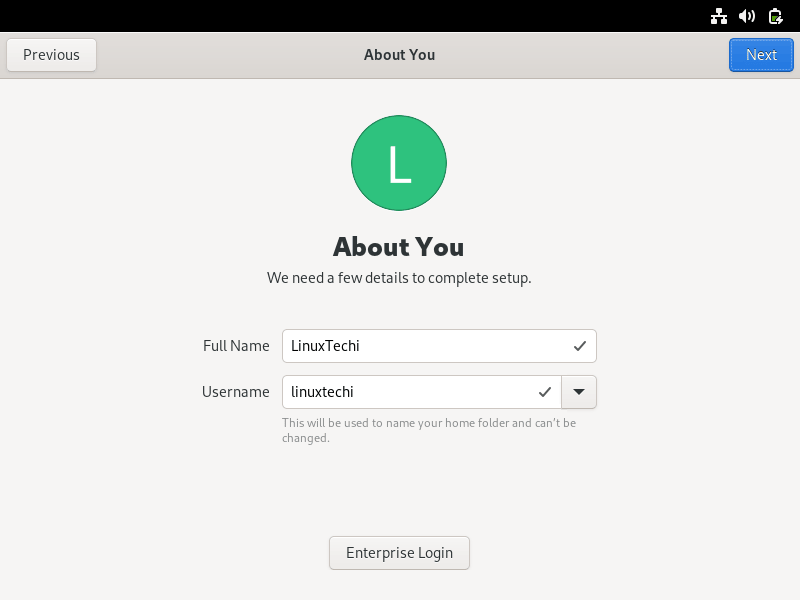 Previous
About You
Next
L
About You
We need a few details to complete setup.
Full Name
LinuxTechi
Username
linuxtechi
This will be used to name your home folder and can't be
changed.
Enterprise Login